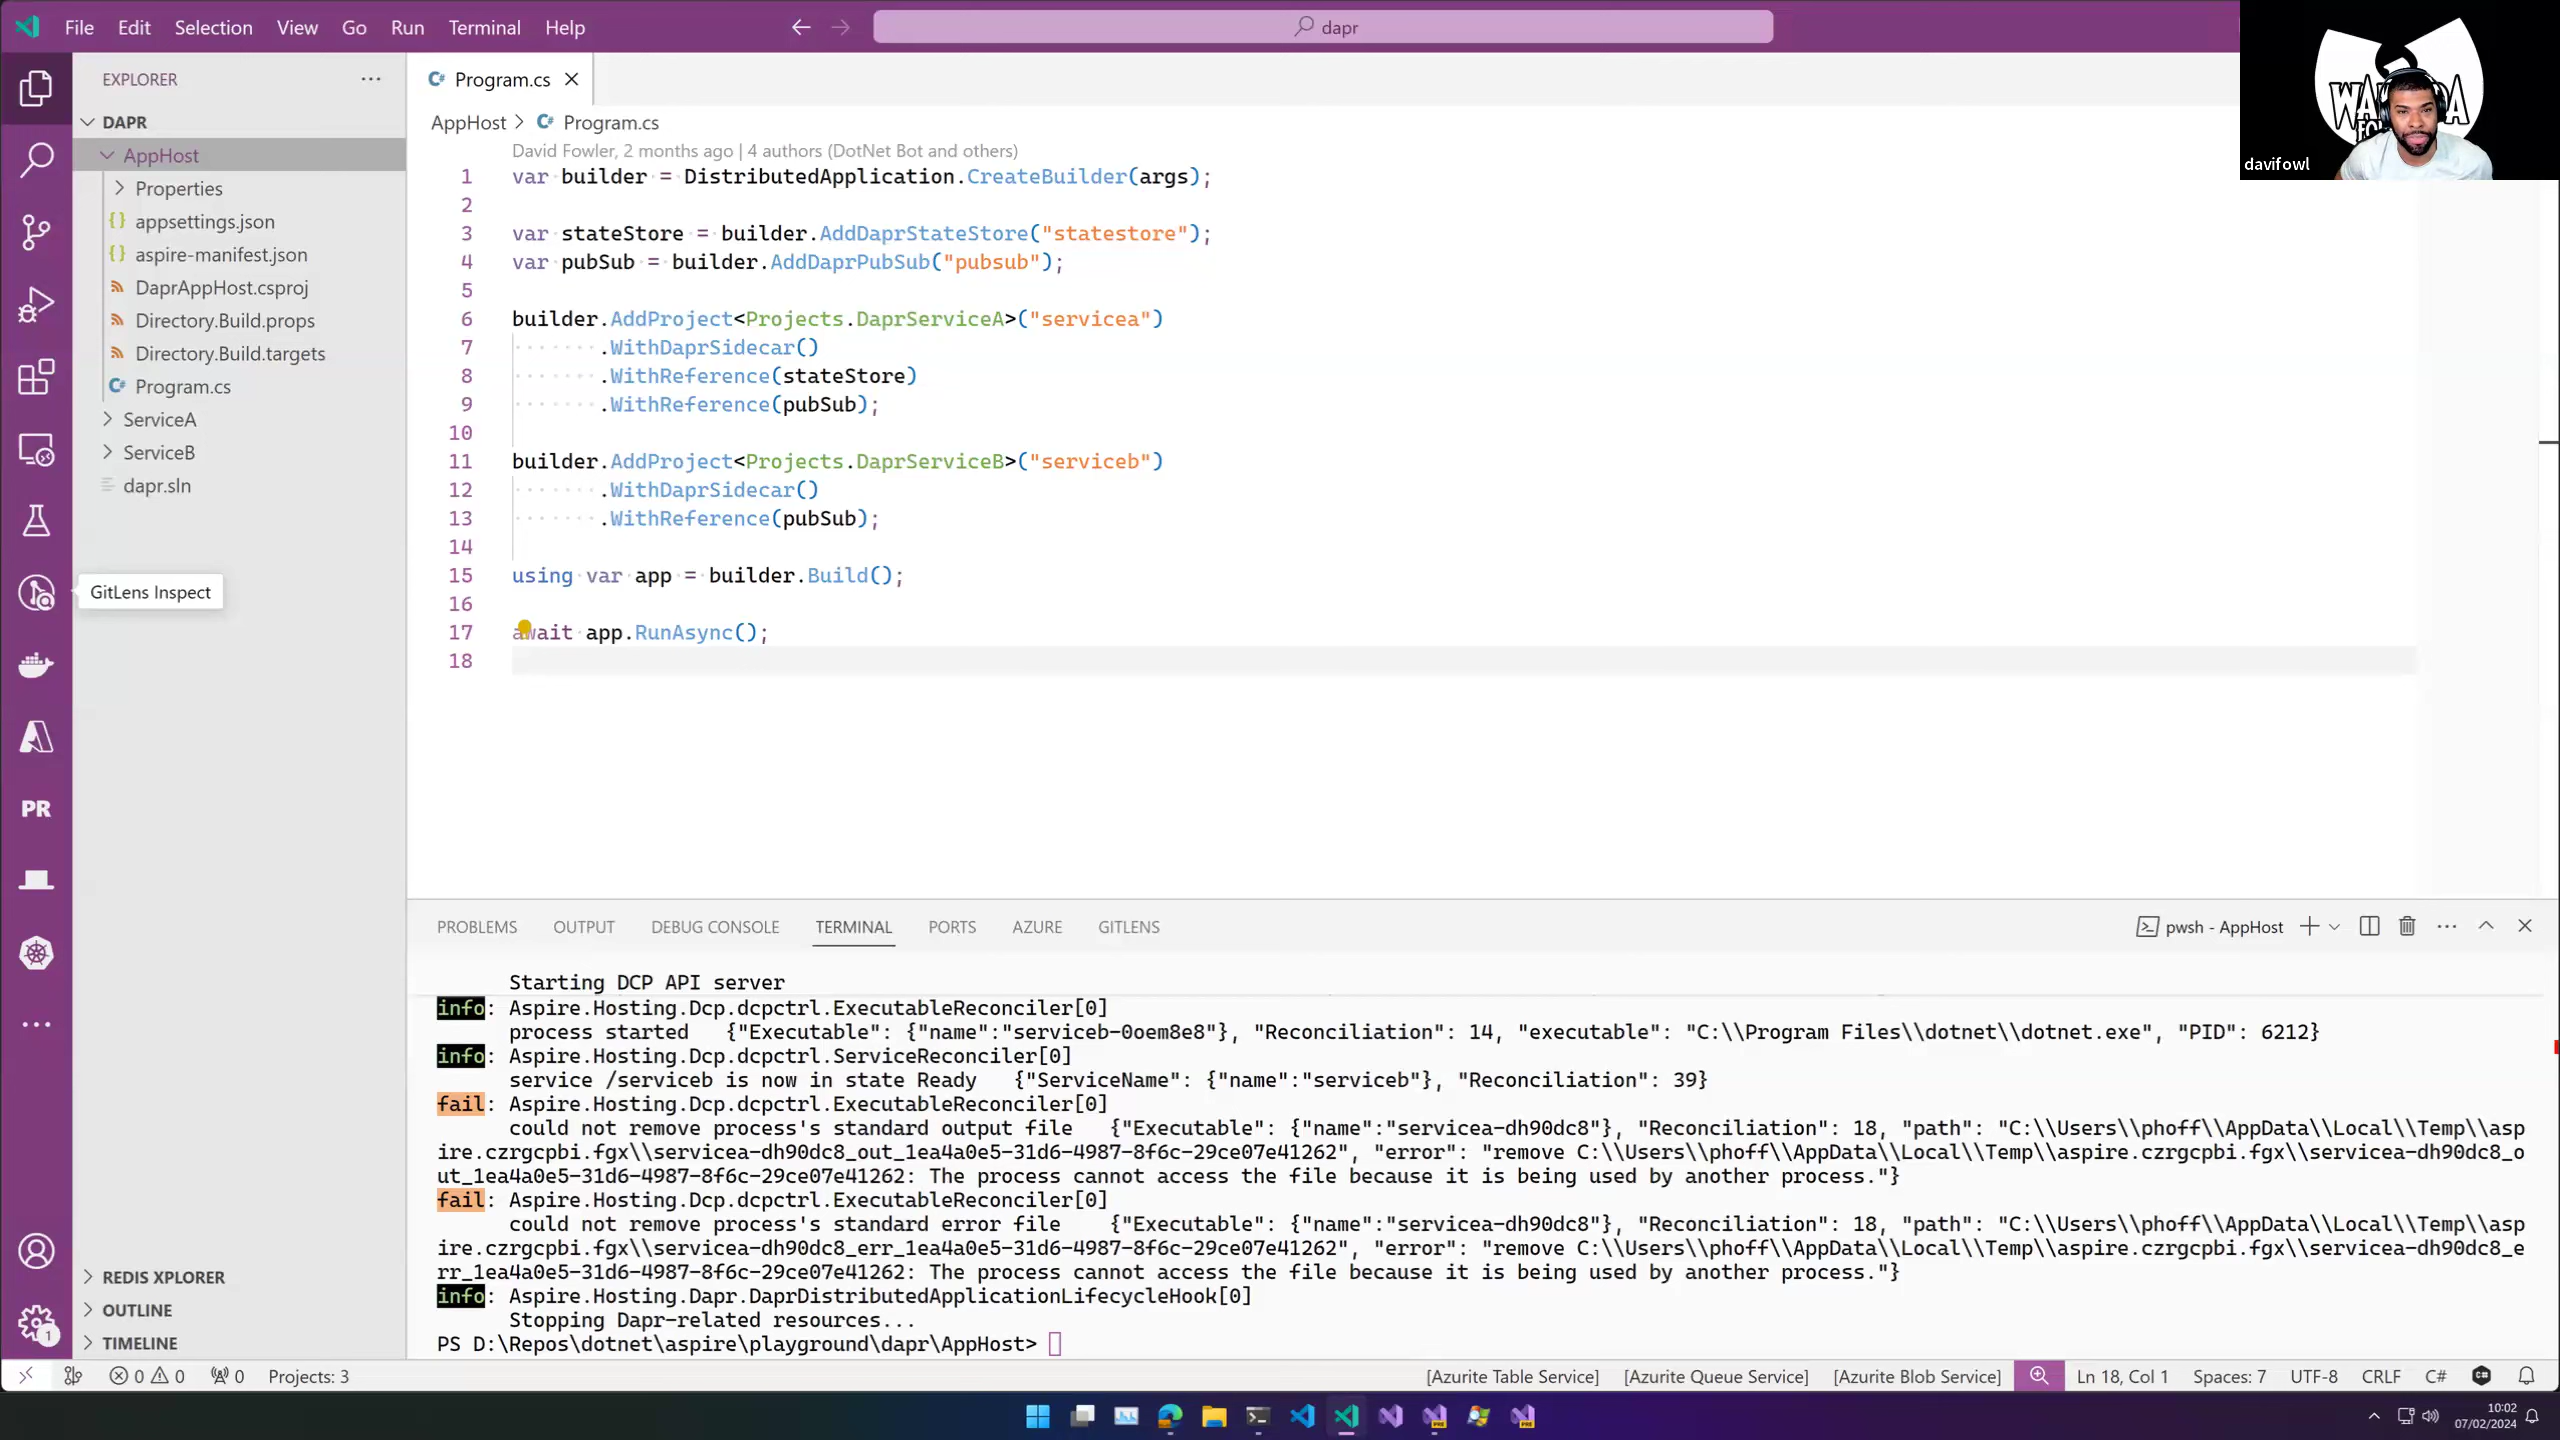 File Edit Selection View Go Run Terminal Help
dapr
davifowl
EXPLORER
DAPR
AppHost
Properties
appsettings.json
aspire-manifest.json
DaprAppHost.csproj
Directory.Build.props
Directory.Build.targets
Program.cs
ServiceA
ServiceB
dapr.sln
GitLens Inspect
PR
REDIS XPLORER
OUTLINE
TIMELINE
Program.cs
AppHost > Program.cs
David Fowler, 2 months ago | 4 authors (DotNet Bot and others)
1 var builder = DistributedApplication.CreateBuilder(args);
2
3 var stateStore = builder.AddDaprStateStore("statestore");
4 var pubSub = builder.AddDaprPubSub("pubsub");
5
6 builder.AddProject<Projects.DaprServiceA>("servicea")
7 .WithDaprSidecar()
8 .WithReference(stateStore)
9 .WithReference(pubSub);
10
11 builder.AddProject<Projects.DaprServiceB>("serviceb")
12 .WithDaprSidecar()
13 .WithReference(pubSub);
14
15 using var app = builder.Build();
16
17 await app.RunAsync();
18
PROBLEMS OUTPUT DEBUG CONSOLE TERMINAL PORTS AZURE GITLENS
pwsh - AppHost
Starting DCP API server
info: Aspire.Hosting.Dcp.dcpctrl.ExecutableReconciler[0]
process started {"Executable": {"name":"serviceb-0oem8e8"}, "Reconciliation": 14, "executable": "C:\\Program Files\\dotnet\\dotnet.exe", "PID": 6212}
info: Aspire.Hosting.Dcp.dcpctrl.ServiceReconciler[0]
service /serviceb is now in state Ready {"ServiceName": {"name":"serviceb"}, "Reconciliation": 39}
fail: Aspire.Hosting.Dcp.dcpctrl.ExecutableReconciler[0]
could not remove process's standard output file {"Executable": {"name":"servicea-dh90dc8"}, "Reconciliation": 18, "path": "C:\\Users\\phoff\\AppData\\Local\\Temp\\asp
ire.czrgcpbi.fgx\\servicea-dh90dc8_out_1ea4a0e5-31d6-4987-8f6c-29ce07e41262", "error": "remove C:\\Users\\phoff\\AppData\\Local\\Temp\\aspire.czrgcpbi.fgx\\servicea-dh90dc8_o
ut_1ea4a0e5-31d6-4987-8f6c-29ce07e41262: The process cannot access the file because it is being used by another process."}
fail: Aspire.Hosting.Dcp.dcpctrl.ExecutableReconciler[0]
could not remove process's standard error file {"Executable": {"name":"servicea-dh90dc8"}, "Reconciliation": 18, "path": "C:\\Users\\phoff\\AppData\\Local\\Temp\\asp
ire.czrgcpbi.fgx\\servicea-dh90dc8_err_1ea4a0e5-31d6-4987-8f6c-29ce07e41262", "error": "remove C:\\Users\\phoff\\AppData\\Local\\Temp\\aspire.czrgcpbi.fgx\\servicea-dh90dc8_e
rr_1ea4a0e5-31d6-4987-8f6c-29ce07e41262: The process cannot access the file because it is being used by another process."}
info: Aspire.Hosting.Dapr.DaprDistributedApplicationLifecycleHook[0]
Stopping Dapr-related resources...
PS D:\Repos\dotnet\aspire\playground\dapr\AppHost>
1
0 0 0 Projects: 3 [Azurite Table Service] [Azurite Queue Service] [Azurite Blob Service] Ln 18, Col 1 Spaces: 7 UTF-8 CRLF C#
10:02
07/02/2024